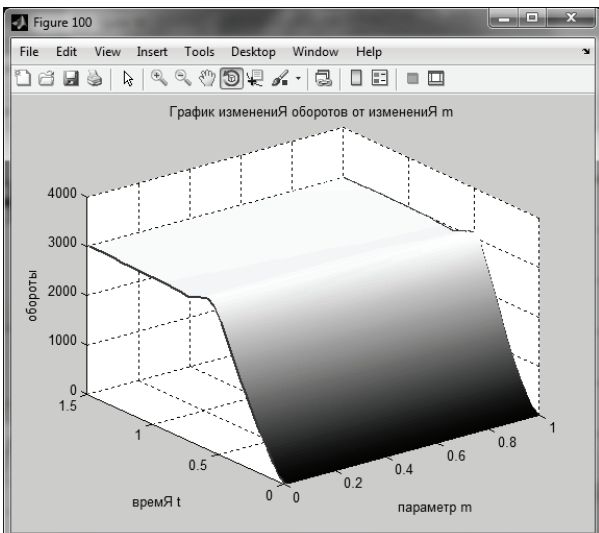 Figure 100
File Edit View Insert Tools Desktop Window Help
График изменениЯ оборотов от изменениЯ m
4000
3000
2000
1000
0
обороты
1.5
1
0.5
0
времЯ t
0
0.2
0.4
0.6
0.8
1
параметр m